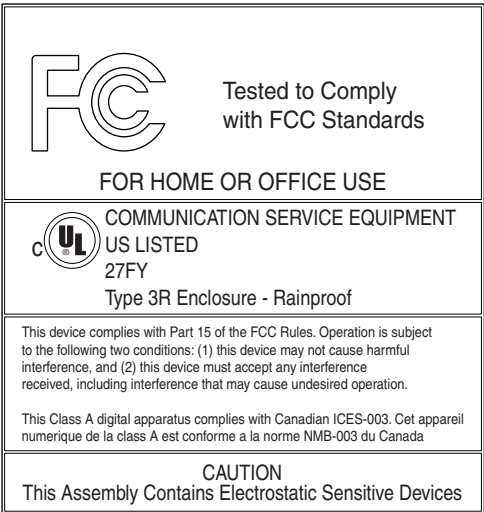 FC
Tested to Comply
with FCC Standards
FOR HOME OR OFFICE USE
COMMUNICATION SERVICE EQUIPMENT
C UL ® US LISTED
27FY
Type 3R Enclosure - Rainproof
This device complies with Part 15 of the FCC Rules. Operation is subject
to the following two conditions: (1) this device may not cause harmful
interference, and (2) this device must accept any interference
received, including interference that may cause undesired operation.
This Class A digital apparatus complies with Canadian ICES-003. Cet appareil
numerique de la class A est conforme a la norme NMB-003 du Canada
CAUTION
This Assembly Contains Electrostatic Sensitive Devices